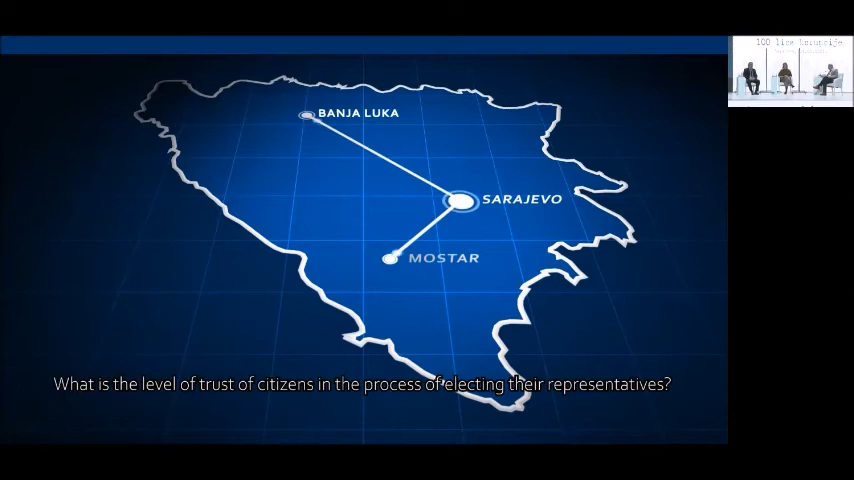 100 lica korupcije
BANJA LUKA
SARAJEVO
MOSTAR
What is the level of trust of citizens in the process of electing their representatives?